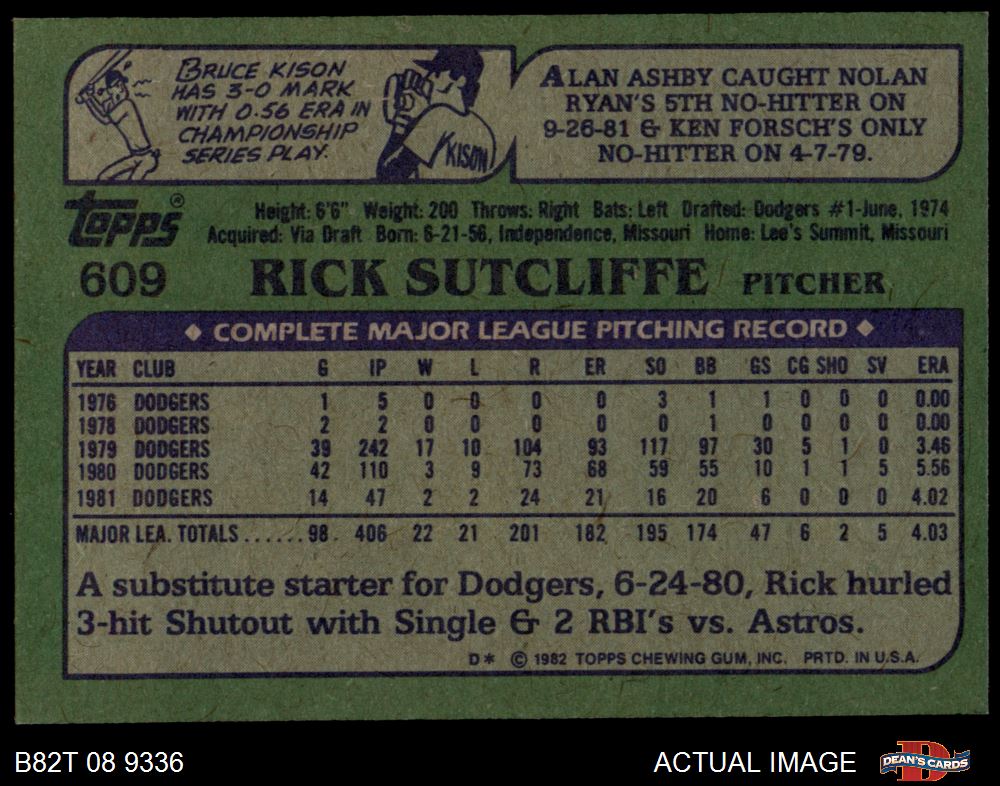 BRUCE KISON
HAS 3-0 MARK
WITH 0.56 ERA IN
CHAMPIONSHIP
SERIES PLAY.
KISON
ALAN ASHBY CAUGHT NOLAN
RYAN'S 5TH NO-HITTER ON
9-26-81 & KEN FORSCH'S ONLY
NO-HITTER ON 4-7-79.
TOPPS®
Height: 6'6" Weight: 200 Throws: Right Bats: Left Drafted: Dodgers #1-June, 1974
Acquired: Via Draft Born: 6-21-56, Independence, Missouri Home: Lee's Summit, Missouri
609 RICK SUTCLIFFE PITCHER
◆ COMPLETE MAJOR LEAGUE PITCHING RECORD ◆
YEAR CLUB G IP W L R ER SO BB GS CG SHO SV ERA
1976 DODGERS 1 5 0 0 0 0 3 1 1 0 0 0 0.00
1978 DODGERS 2 2 0 0 0 0 0 1 0 0 0 0 0.00
1979 DODGERS 39 242 17 10 104 93 117 97 30 5 1 0 3.46
1980 DODGERS 42 110 3 9 73 68 59 55 10 1 1 5 5.56
1981 DODGERS 14 47 2 2 24 21 16 20 6 0 0 0 4.02
MAJOR LEA. TOTALS......98 406 22 21 201 182 195 174 47 6 2 5 4.03
A substitute starter for Dodgers, 6-24-80, Rick hurled
3-hit Shutout with Single & 2 RBI's vs. Astros.
D* © 1982 TOPPS CHEWING GUM, INC. PRTD. IN U.S.A.
B82T 08 9336 ACTUAL IMAGE DEAN'S CARDS